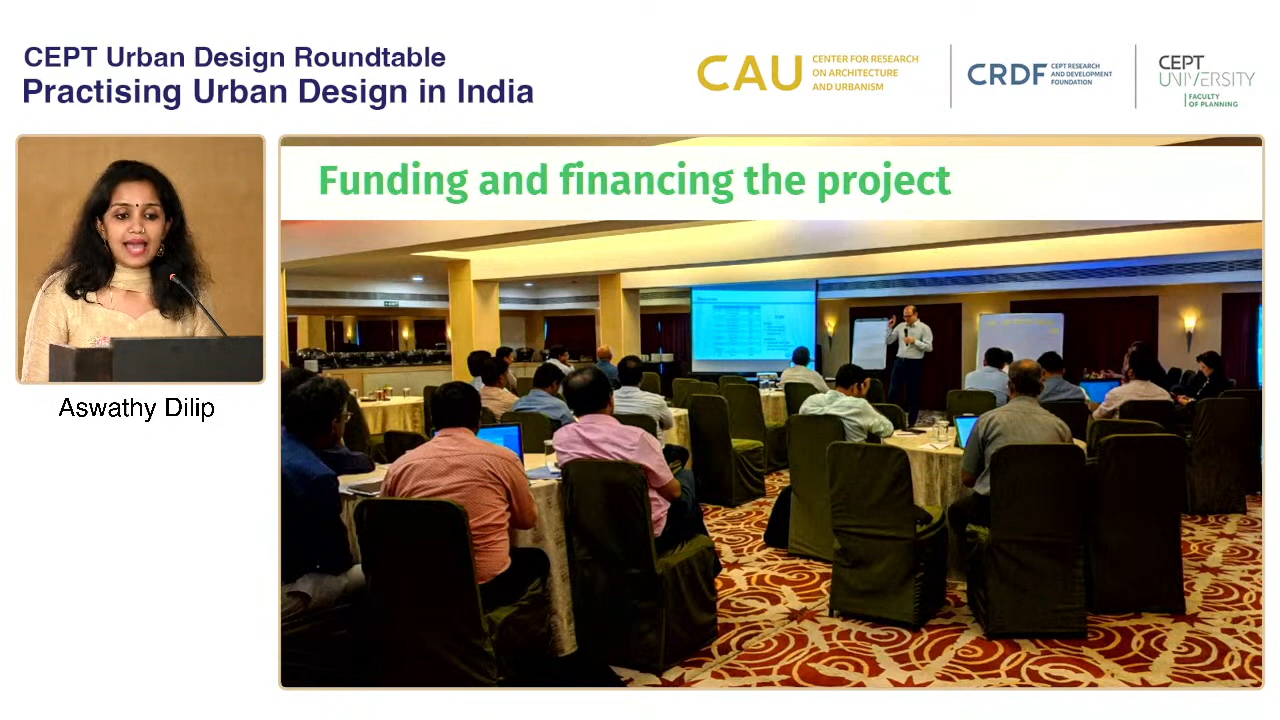 CEPT Urban Design Roundtable
Practising Urban Design in India
CAU
CENTER FOR RESEARCH
ON ARCHITECTURE
AND URBANISM
CRDF
CEPT RESEARCH
AND DEVELOPMENT
FOUNDATION
CEPT
UNIVERSITY
FACULTY
OF PLANNING
Funding and financing the project
Aswathy Dilip